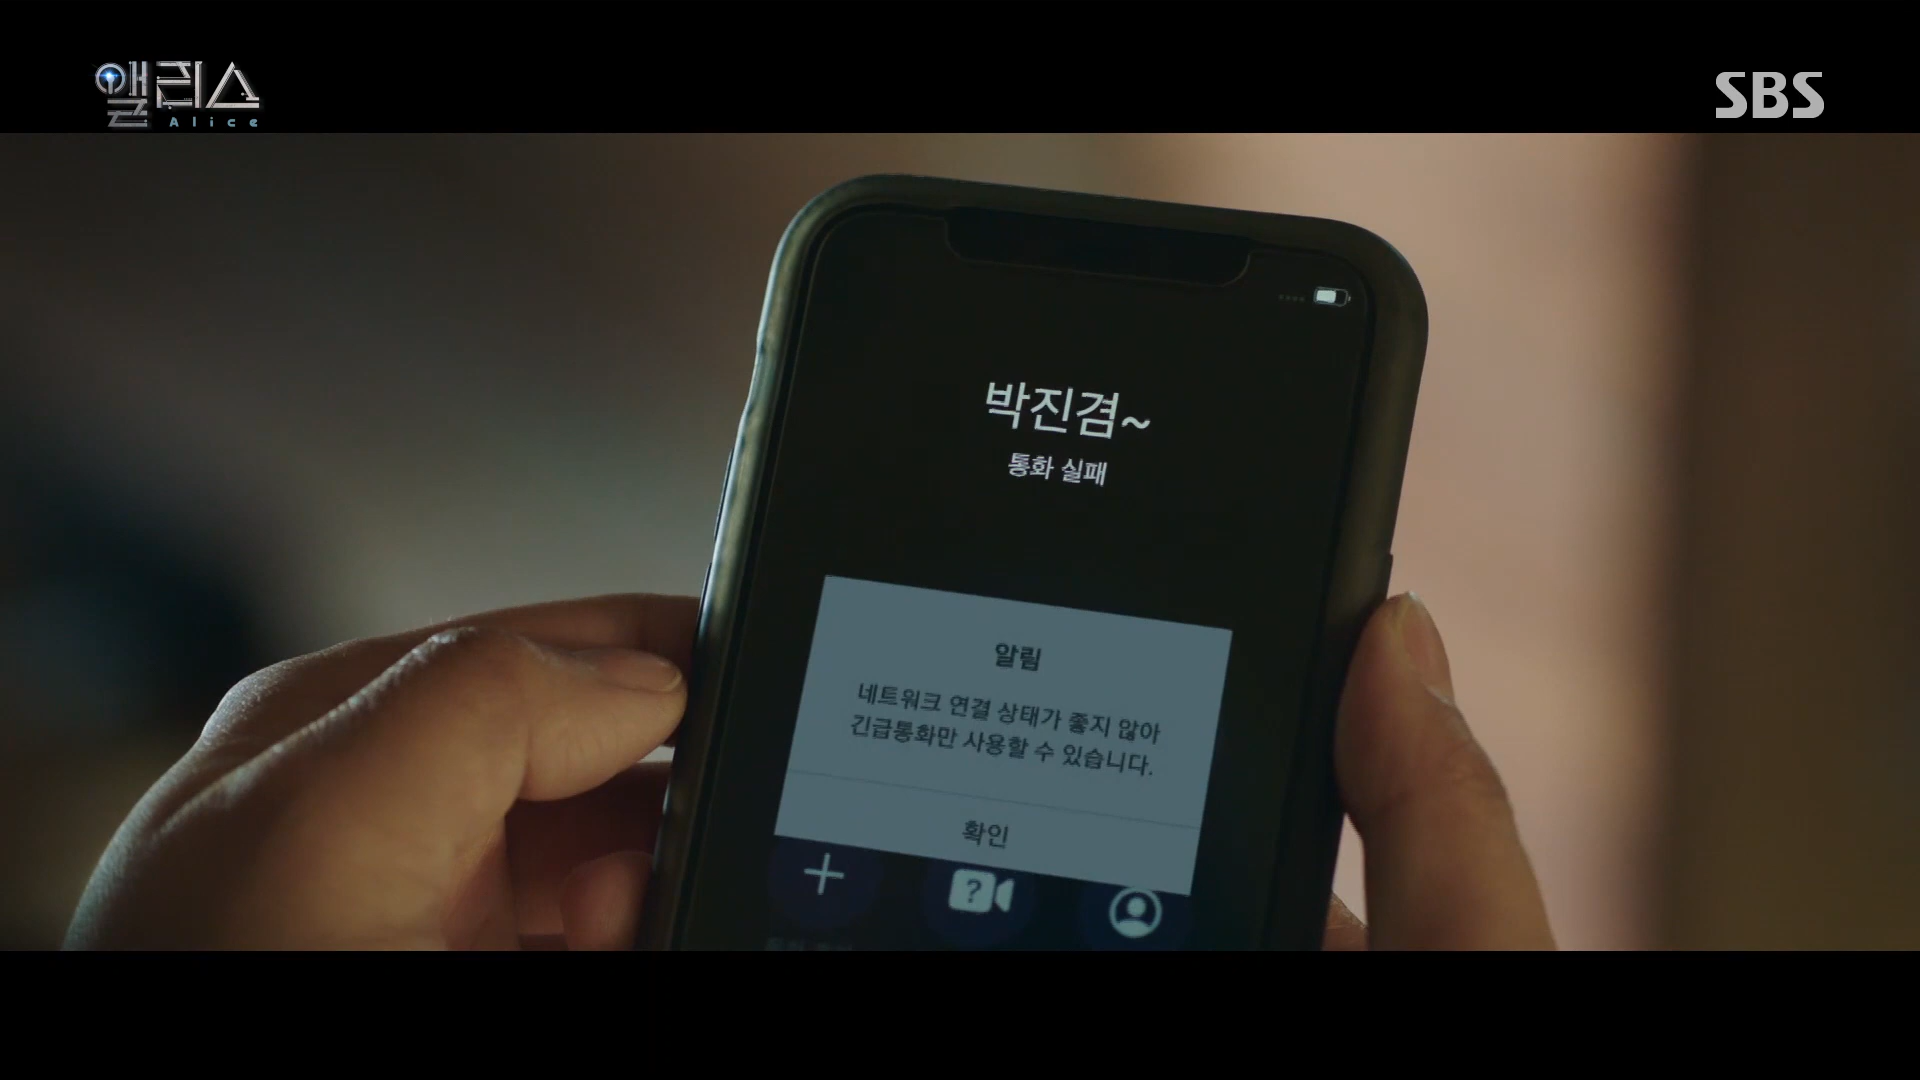 앨리스
Alice
SBS
박진겸~
통화 실패
알림
네트워크 연결 상태가 좋지 않아
긴급통화만 사용할 수 있습니다.
확인
?